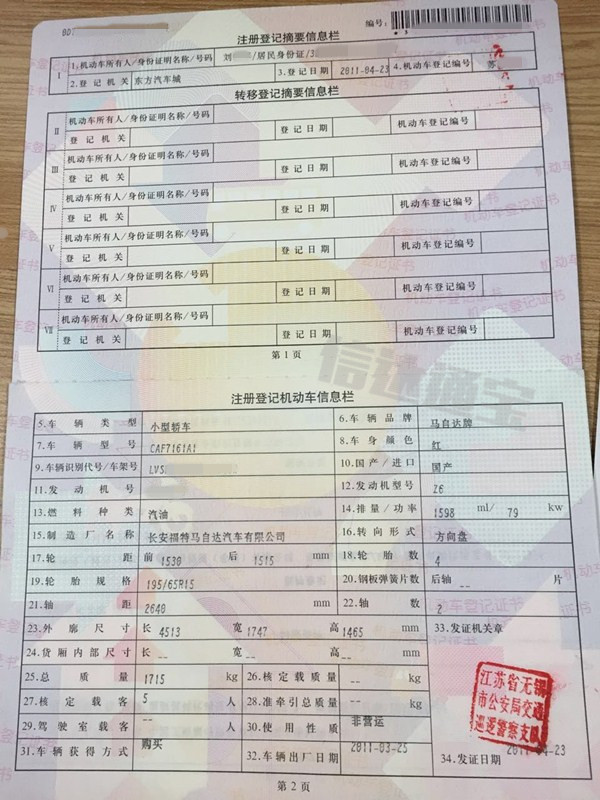 007
编号:
注册登记摘要信息栏
I 1.机动车所有人/身份证明名称/号码 刘 /居民身份证/3
2.登记机关 东方汽车城 3.登记日期 2011-04-23 4.机动车登记编号 苏
转移登记摘要信息栏
II 机动车所有人/身份证明名称/号码
登记机关 登记日期 机动车登记编号
III 机动车所有人/身份证明名称/号码
登记机关 登记日期 机动车登记编号
IV 机动车所有人/身份证明名称/号码
登记机关 登记日期 机动车登记编号
V 机动车所有人/身份证明名称/号码
登记机关 登记日期 机动车登记编号
VI 机动车所有人/身份证明名称/号码
登记机关 登记日期 机动车登记编号
VII 机动车所有人/身份证明名称/号码
登记机关 登记日期 机动车登记编号
第1页
信速通宝
注册登记机动车信息栏
5.车辆类型 小型轿车 6.车辆品牌 马自达牌
7.车辆型号 CAF7161A1 8.车身颜色 红
9.车辆识别代号/车架号 LVS 10.国产/进口 国产
11.发动机号 12.发动机型号 Z6
13.燃料种类 汽油 14.排量/功率 1598 ml/ 79 kw
15.制造厂名称 长安福特马自达汽车有限公司 16.转向形式 方向盘
17.轮距 前 1530 后 1515 mm 18.轮胎数 4
19.轮胎规格 195/65R15 20.钢板弹簧片数 后轴 -- 片
21.轴距 2640 mm 22.轴数 2
23.外廓尺寸 长 4513 宽 1747 高 1465 mm 33.发证机关章
24.货厢内部尺寸 长 -- 宽 -- 高 -- mm
25.总质量 1715 kg 26.核定载质量 -- kg
27.核定载客 5 人 28.准牵引总质量 -- kg
29.驾驶室载客 -- 人 30.使用性质 非营运
31.车辆获得方式 购买 32.车辆出厂日期 2011-03-25 34.发证日期 2011-04-23
江苏省无锡
市公安局交通
巡逻警察支队
第2页